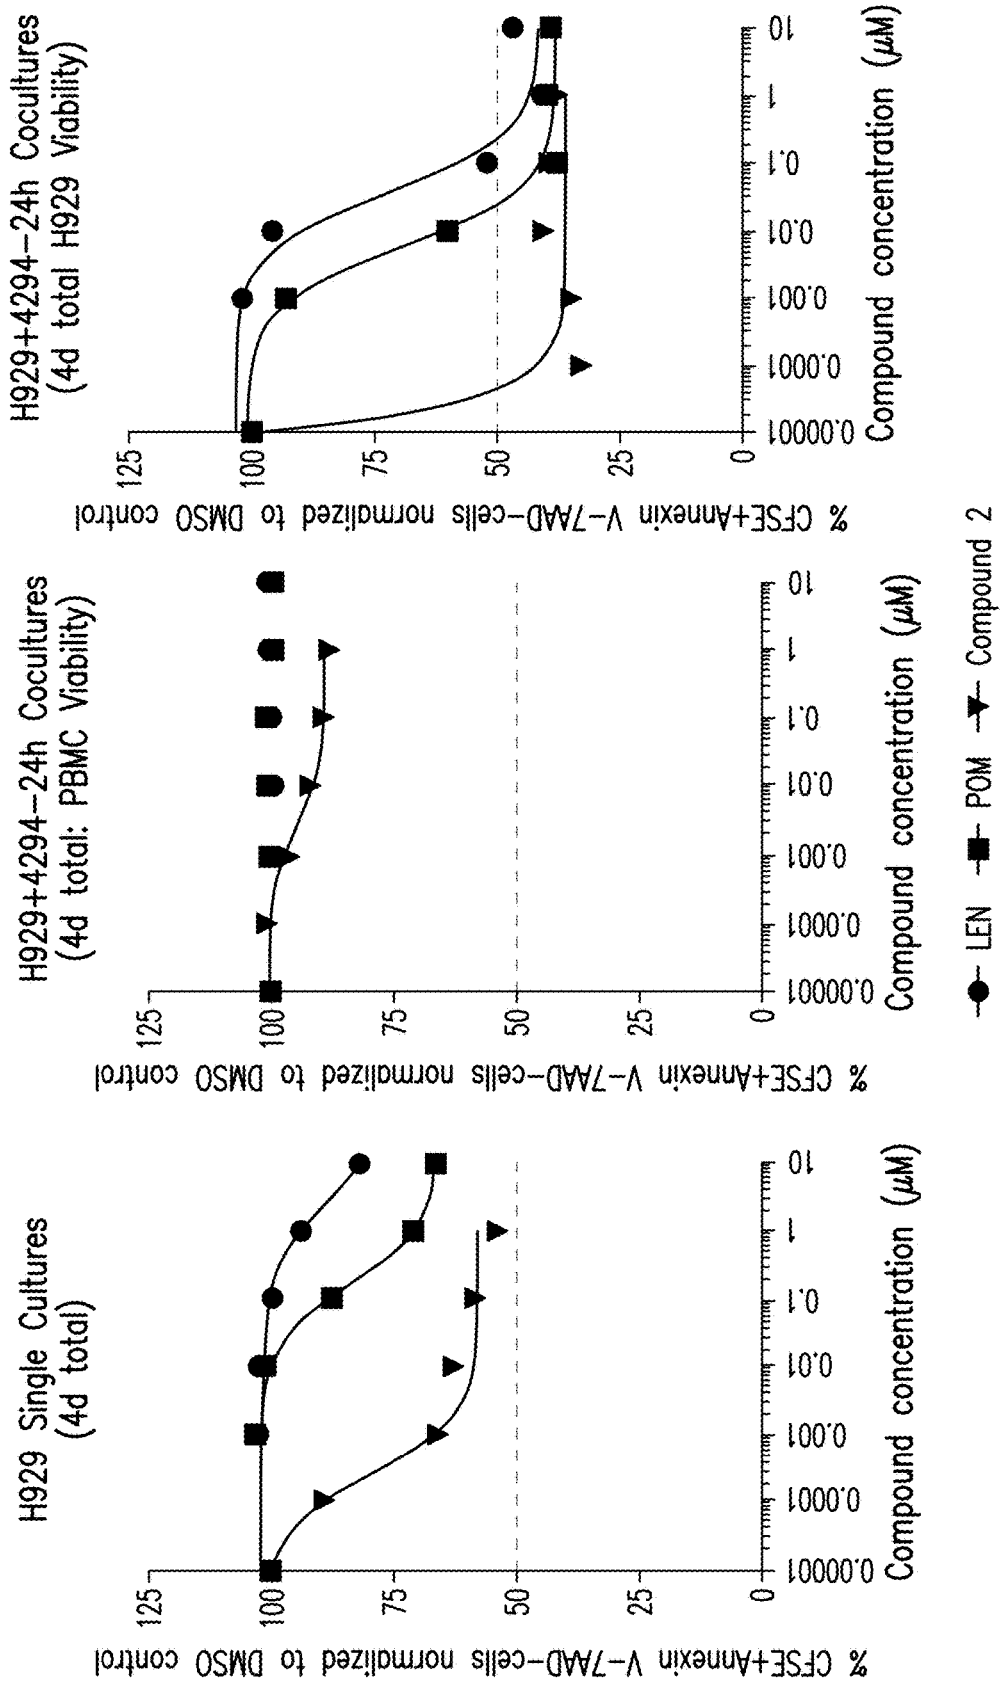 H929 Single Cultures
(4d total)
% CFSE+Annexin V-7AAD-cells normalized to DMSO control
125
100
75
50
25
0
0.00001
0.0001
0.001
0.01
0.1
1
10
Compound concentration (μM)
H929+4294-24h Cocultures
(4d total: PBMC Viability)
% CFSE+Annexin V-7AAD-cells normalized to DMSO control
125
100
75
50
25
0
0.00001
0.0001
0.001
0.01
0.1
1
10
Compound concentration (μM)
H929+4294-24h Cocultures
(4d total H929 Viability)
% CFSE+Annexin V-7AAD-cells normalized to DMSO control
125
100
75
50
25
0
0.00001
0.0001
0.001
0.01
0.1
1
10
Compound concentration (μM)
LEN
POM
Compound 2